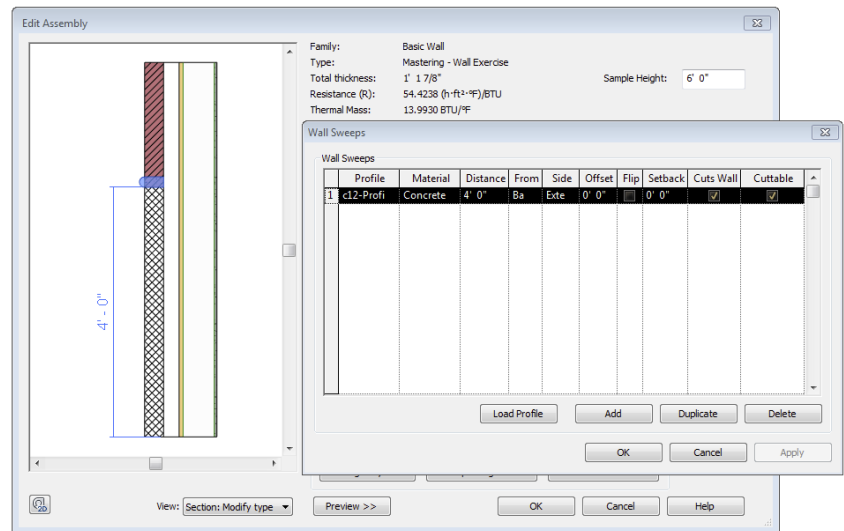 Edit Assembly
Family: Basic Wall
Type: Mastering - Wall Exercise
Total thickness: 1' 1 7/8" Sample Height: 6' 0"
Resistance (R): 54.4238 (h·ft²·°F)/BTU
Thermal Mass: 13.9930 BTU/°F
Wall Sweeps
Wall Sweeps
Profile Material Distance From Side Offset Flip Setback Cuts Wall Cuttable
1 c12-Profi Concrete 4' 0" Ba Exte 0' 0" 0' 0"
4' - 0"
Load Profile Add Duplicate Delete
OK Cancel Apply
2D View: Section: Modify type Preview >> OK Cancel Help